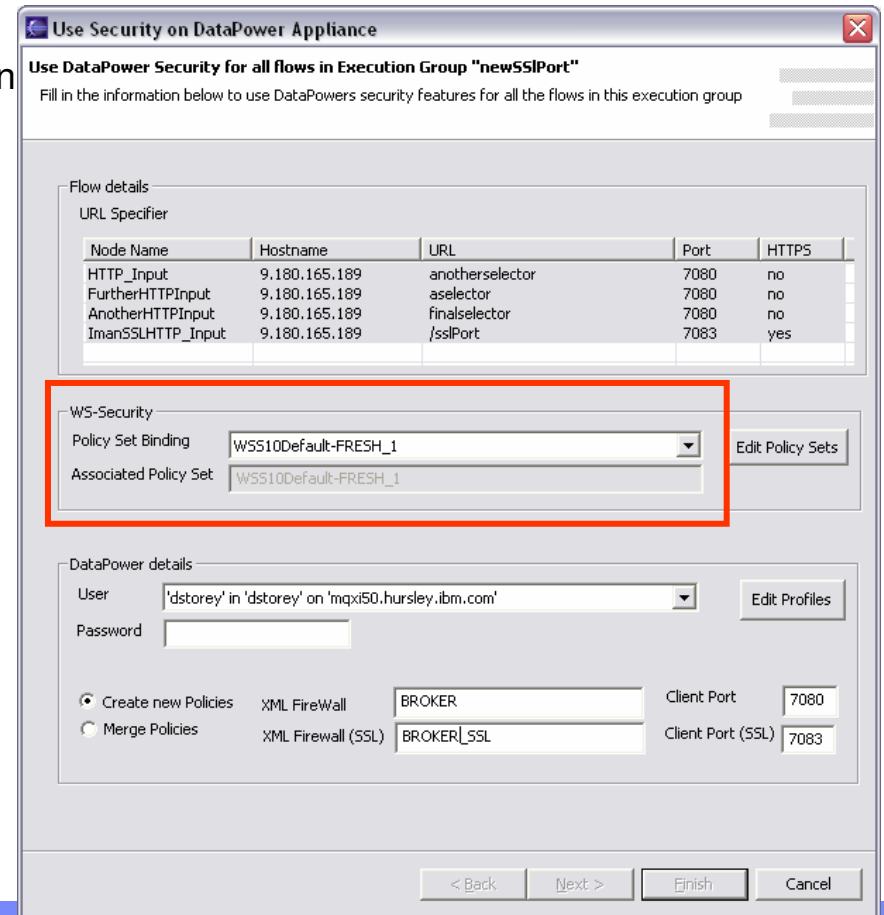 Use Security on DataPower Appliance
n
Use DataPower Security for all flows in Execution Group "newSSlPort"
Fill in the information below to use DataPowers security features for all the flows in this execution group
Flow details
URL Specifier
Node Name Hostname URL Port HTTPS
HTTP_Input 9.180.165.189 anotherselector 7080 no
FurtherHTTPInput 9.180.165.189 aselector 7080 no
AnotherHTTPInput 9.180.165.189 finalselector 7080 no
ImanSSLHTTP_Input 9.180.165.189 /sslPort 7083 yes
WS-Security
Policy Set Binding WSS10Default-FRESH_1 Edit Policy Sets
Associated Policy Set WSS10Default-FRESH_1
DataPower details
User 'dstorey' in 'dstorey' on 'mqxi50.hursley.ibm.com' Edit Profiles
Password
Create new Policies XML FireWall BROKER Client Port 7080
Merge Policies XML Firewall (SSL) BROKER_SSL Client Port (SSL) 7083
< Back Next > Finish Cancel